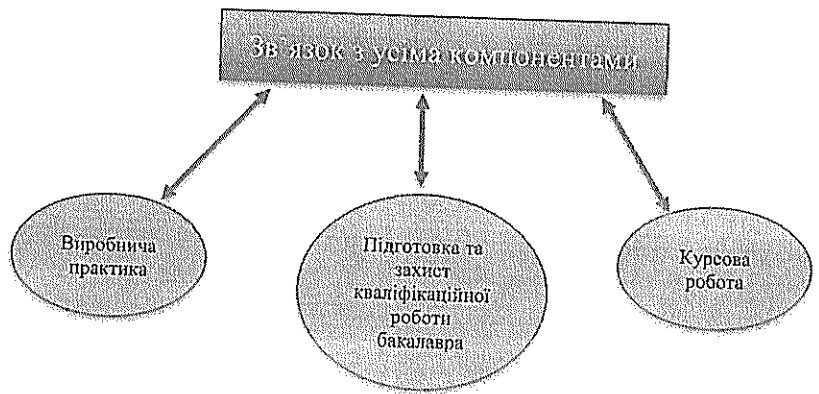 Зв'язок з усіма компонентами
Виробнича
практика
Підготовка та
захист
кваліфікаційної
роботи
бакалавра
Курсова
робота